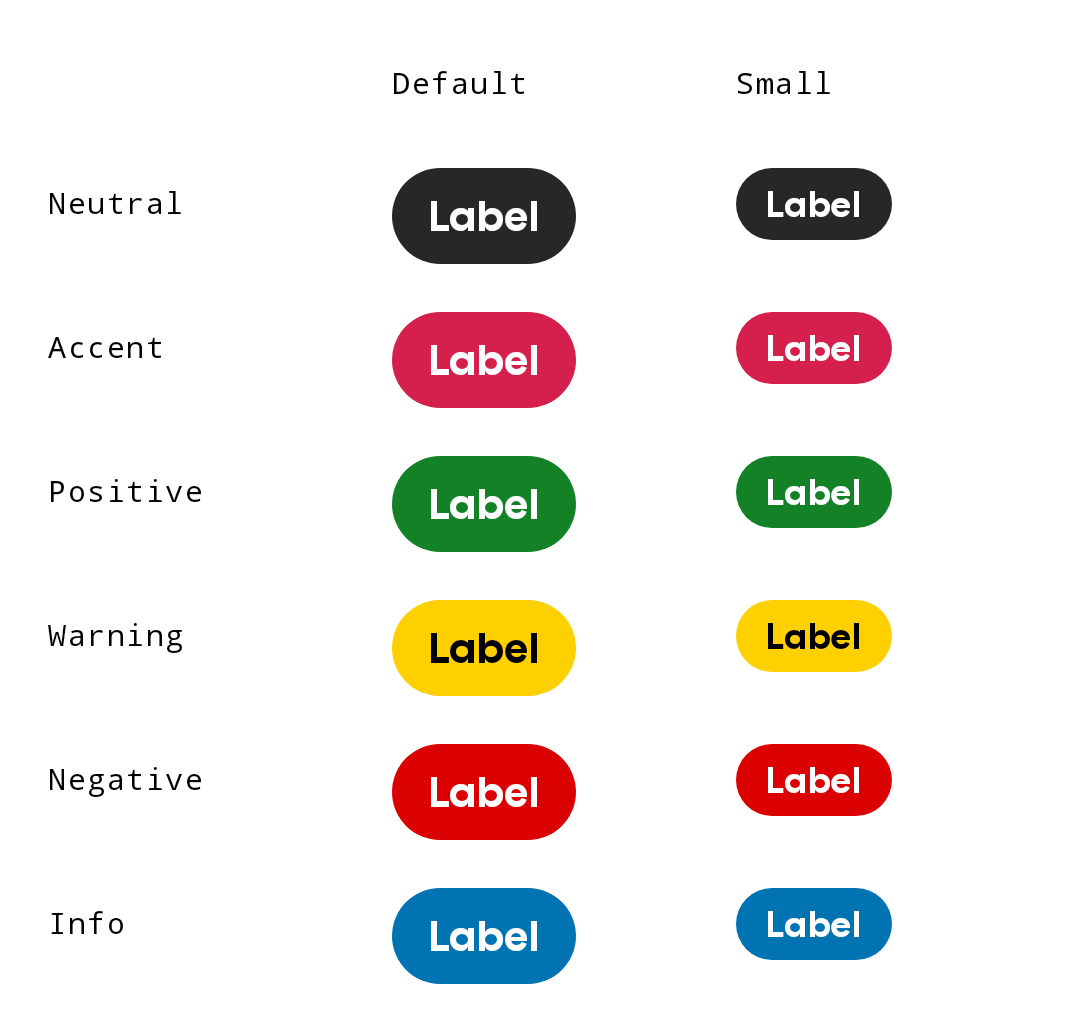 Default Small
Neutral Label Label
Accent Label Label
Positive Label Label
Warning Label Label
Negative Label Label
Info Label Label